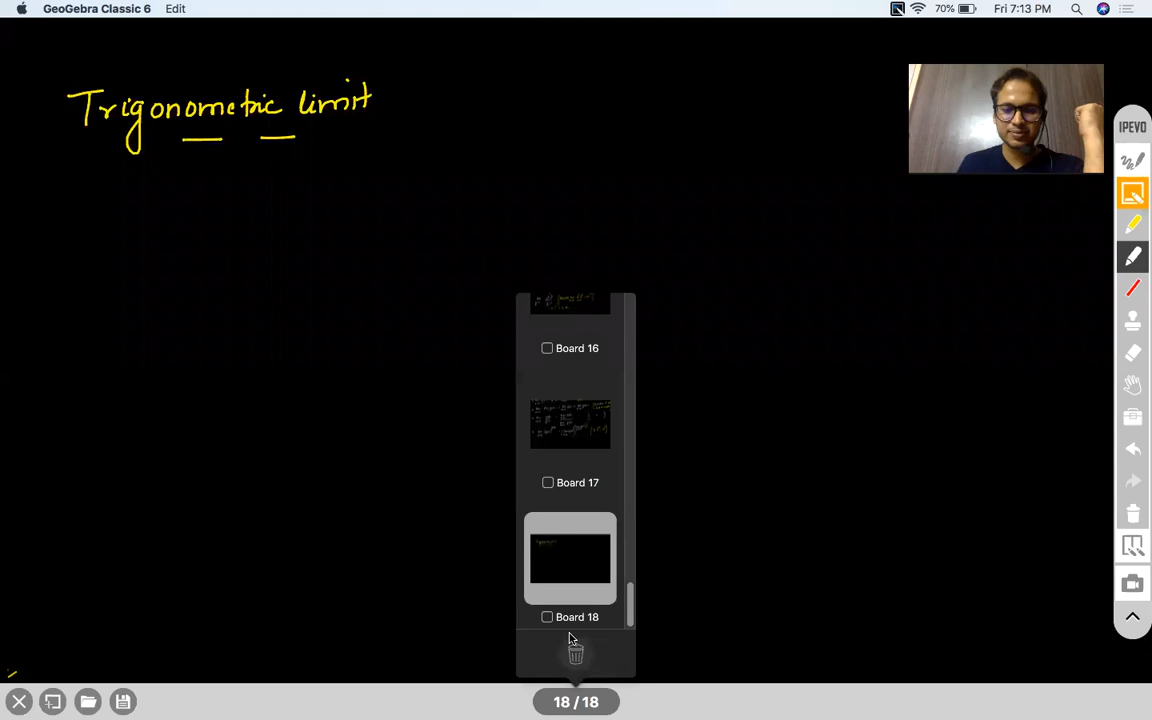 GeoGebra Classic 6 Edit 70% Fri 7:13 PM
Trigonometric limit
IPEVO
Board 16
Board 17
Board 18
18 / 18